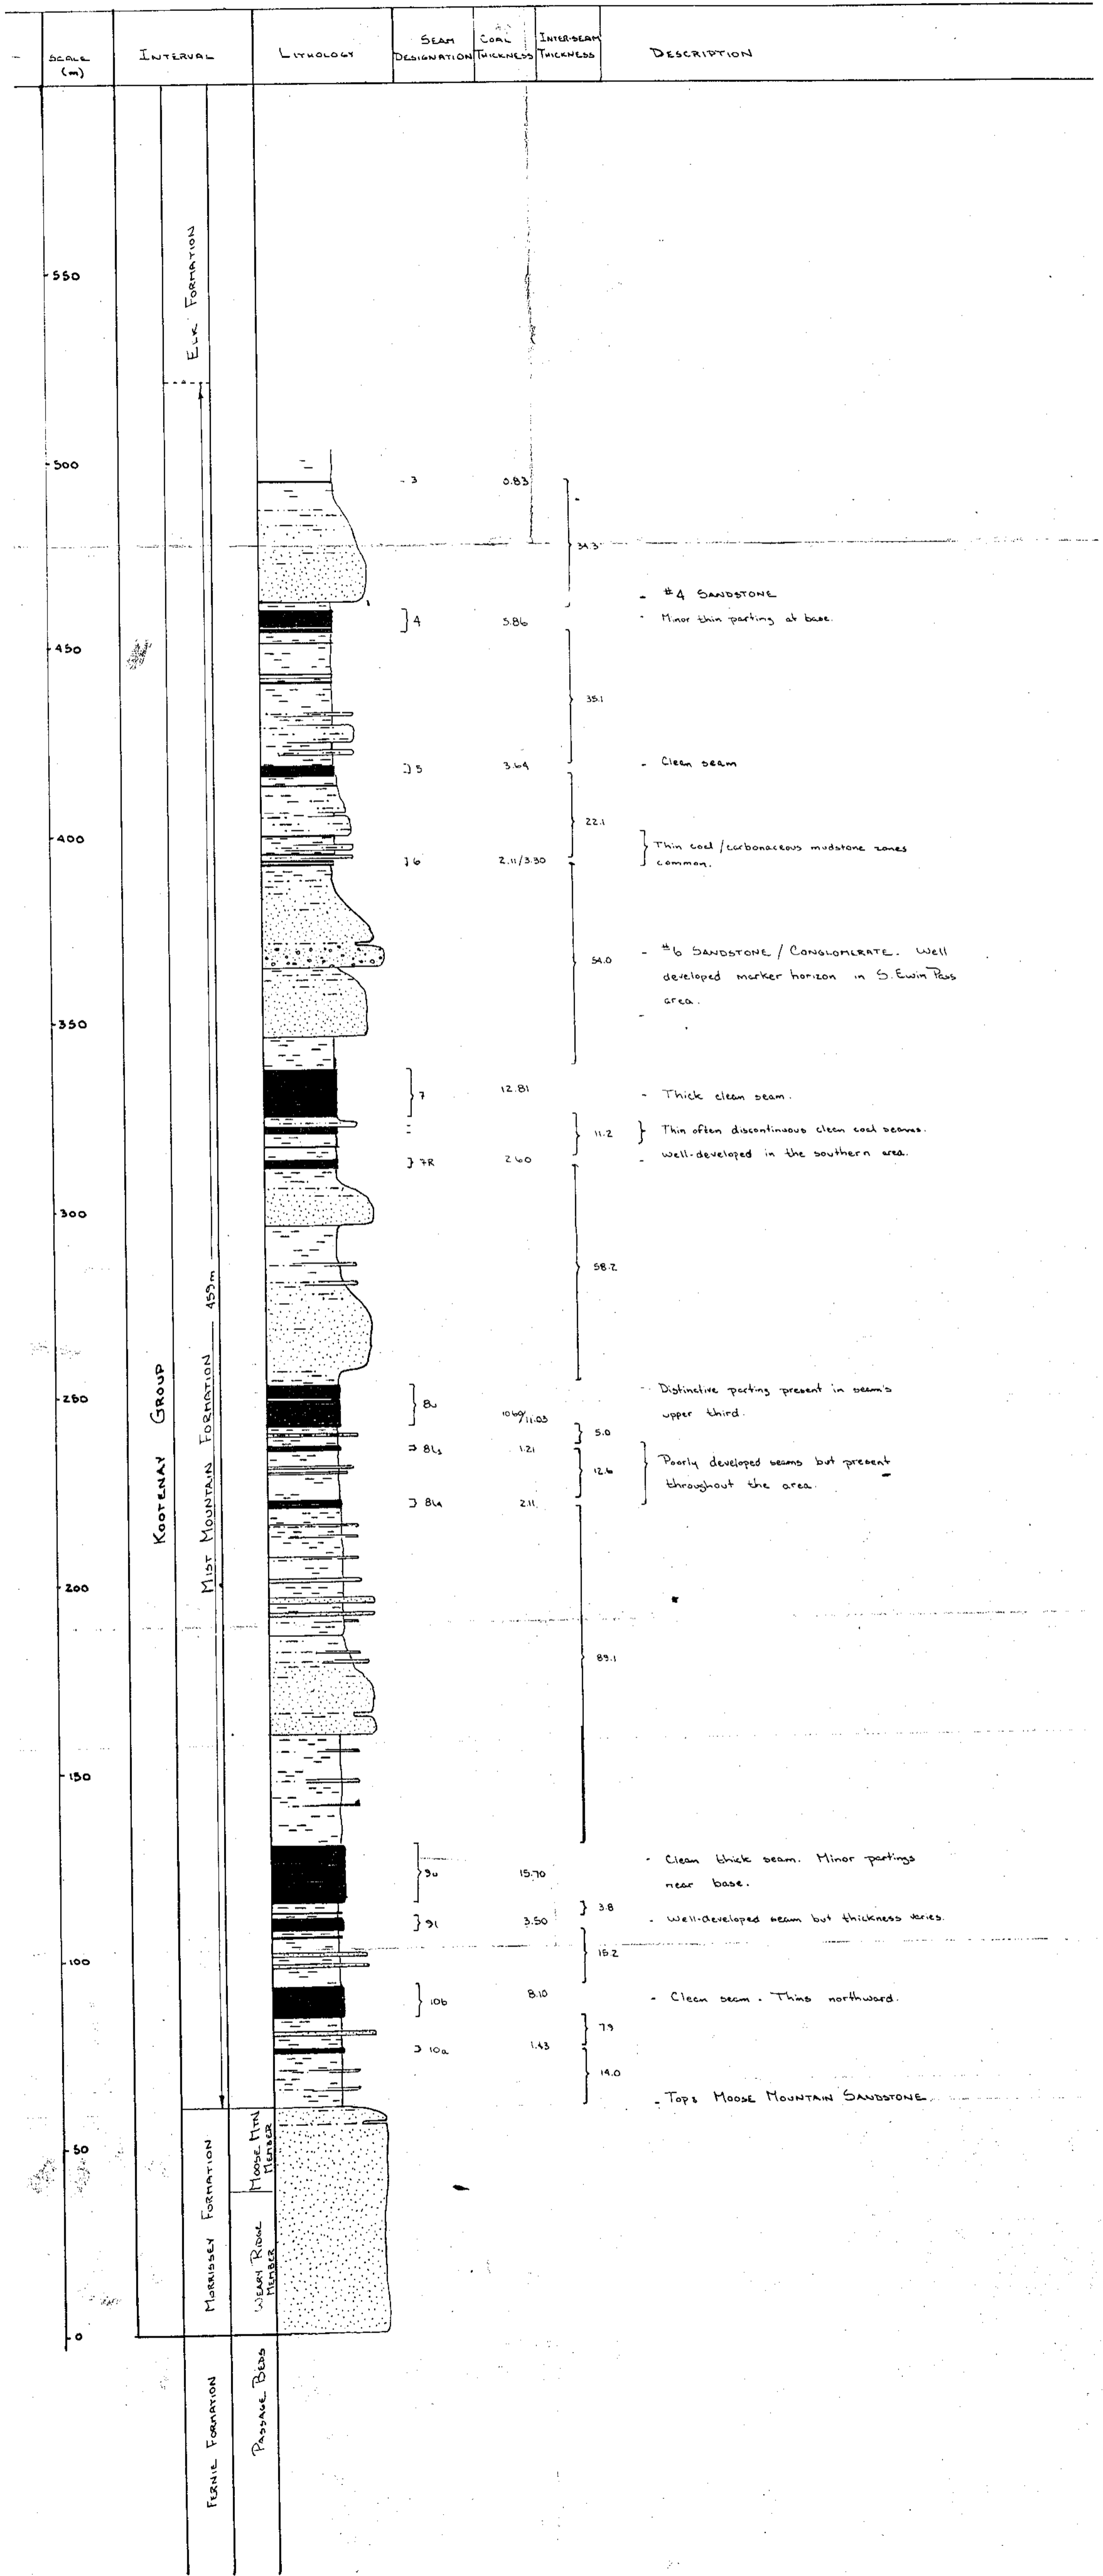 SCALE (m)
INTERVAL
LITHOLOGY
SEAM DESIGNATION
COAL THICKNESS
INTER-SEAM THICKNESS
DESCRIPTION
ELK FORMATION
550
500
- 3
0.83
34.3
- #4 SANDSTONE
4
5.86
- Minor thin parting at base.
450
35.1
5
3.64
- Clean seam
22.1
400
Thin coal/carbonaceous mudstone zones
common.
6
2.11/3.30
54.0
- #6 SANDSTONE / CONGLOMERATE. Well
developed marker horizon in S. Ewin Pass
area.
350
7
12.81
- Thick clean seam.
11.2
Thin often discontinuous clean coal seams.
7R
2.60
- Well-developed in the southern area.
300
58.2
KOOTENAY GROUP
MIST MOUNTAIN FORMATION 459m
250
8u
10.69/11.03
- Distinctive parting present in seam's
upper third.
5.0
1.21
12.6
Poorly developed seams but present
throughout the area.
2.11
200
150
9u
15.70
- Clean thick seam. Minor partings
near base.
3.8
9l
3.50
- Well-developed seam but thickness varies.
15.2
100
10b
8.10
- Clean seam. Thins northward.
7.9
10a
1.43
14.0
- Top: MOOSE MOUNTAIN SANDSTONE
50
MORRISSEY FORMATION
MOOSE MTN MEMBER
WEARY RIDGE MEMBER
0
FERNIE FORMATION
PASSAGE BEDS